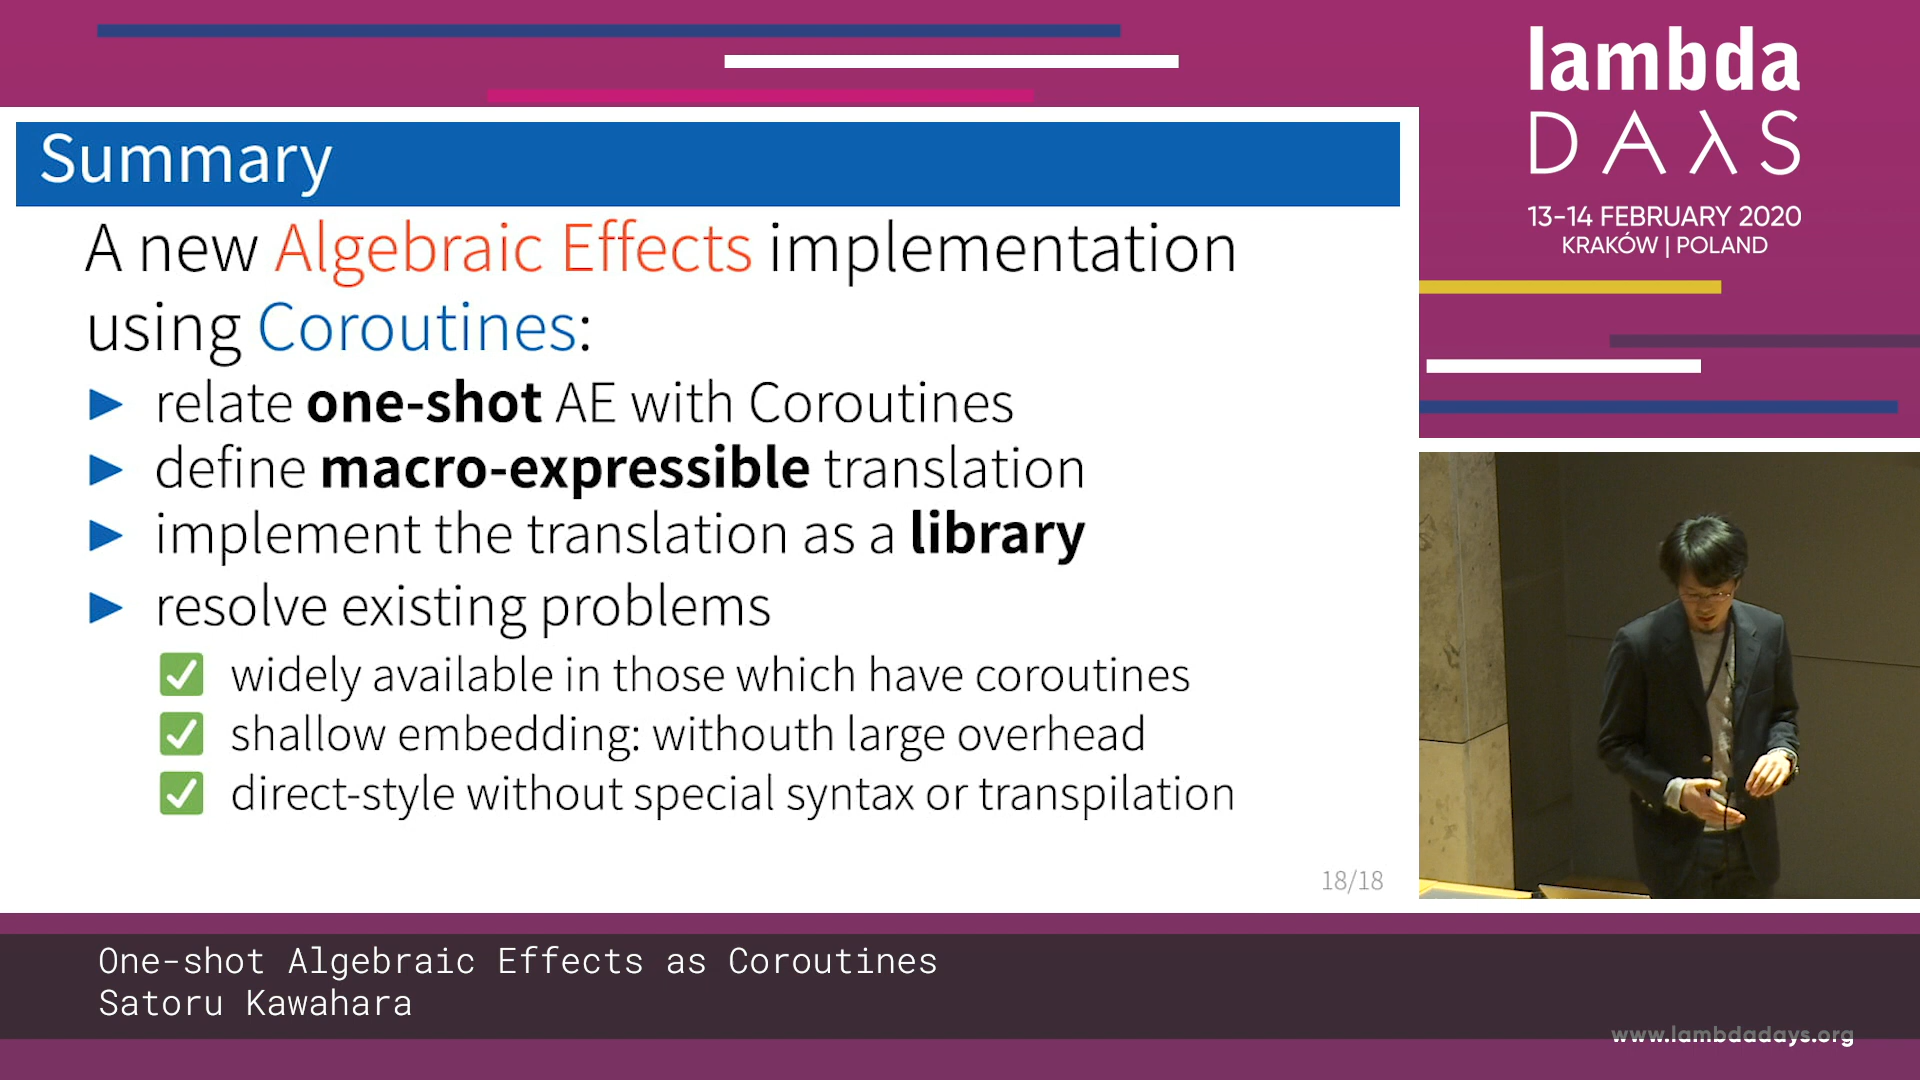 lambda
DAλS
13-14 FEBRUARY 2020
KRAKÓW | POLAND
Summary
A new Algebraic Effects implementation
using Coroutines:
► relate one-shot AE with Coroutines
► define macro-expressible translation
► implement the translation as a library
► resolve existing problems
✅ widely available in those which have coroutines
✅ shallow embedding: withouth large overhead
✅ direct-style without special syntax or transpilation
18/18
One-shot Algebraic Effects as Coroutines
Satoru Kawahara
www.lambdadays.org